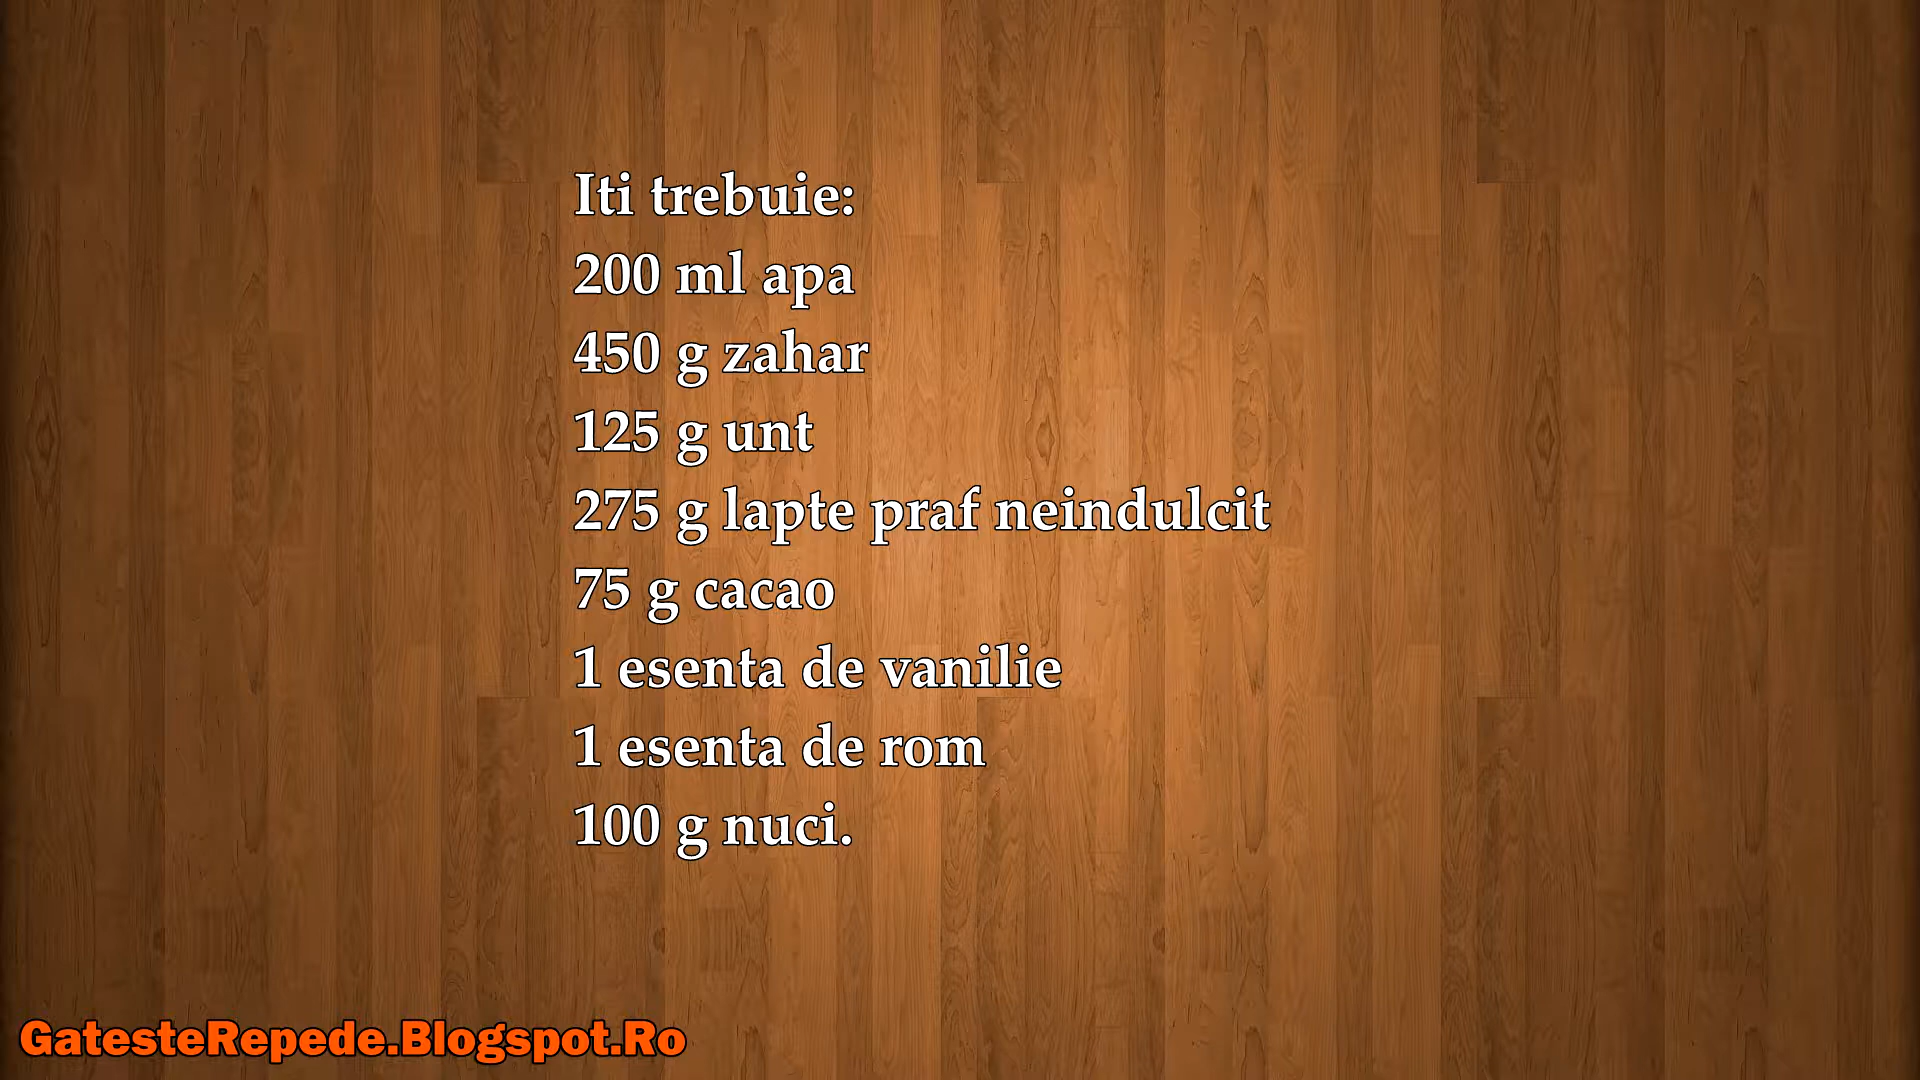 Iti trebuie:
200 ml apa
450 g zahar
125 g unt
275 g lapte praf neindulcit
75 g cacao
1 esenta de vanilie
1 esenta de rom
100 g nuci.
GatesteRepede.Blogspot.Ro